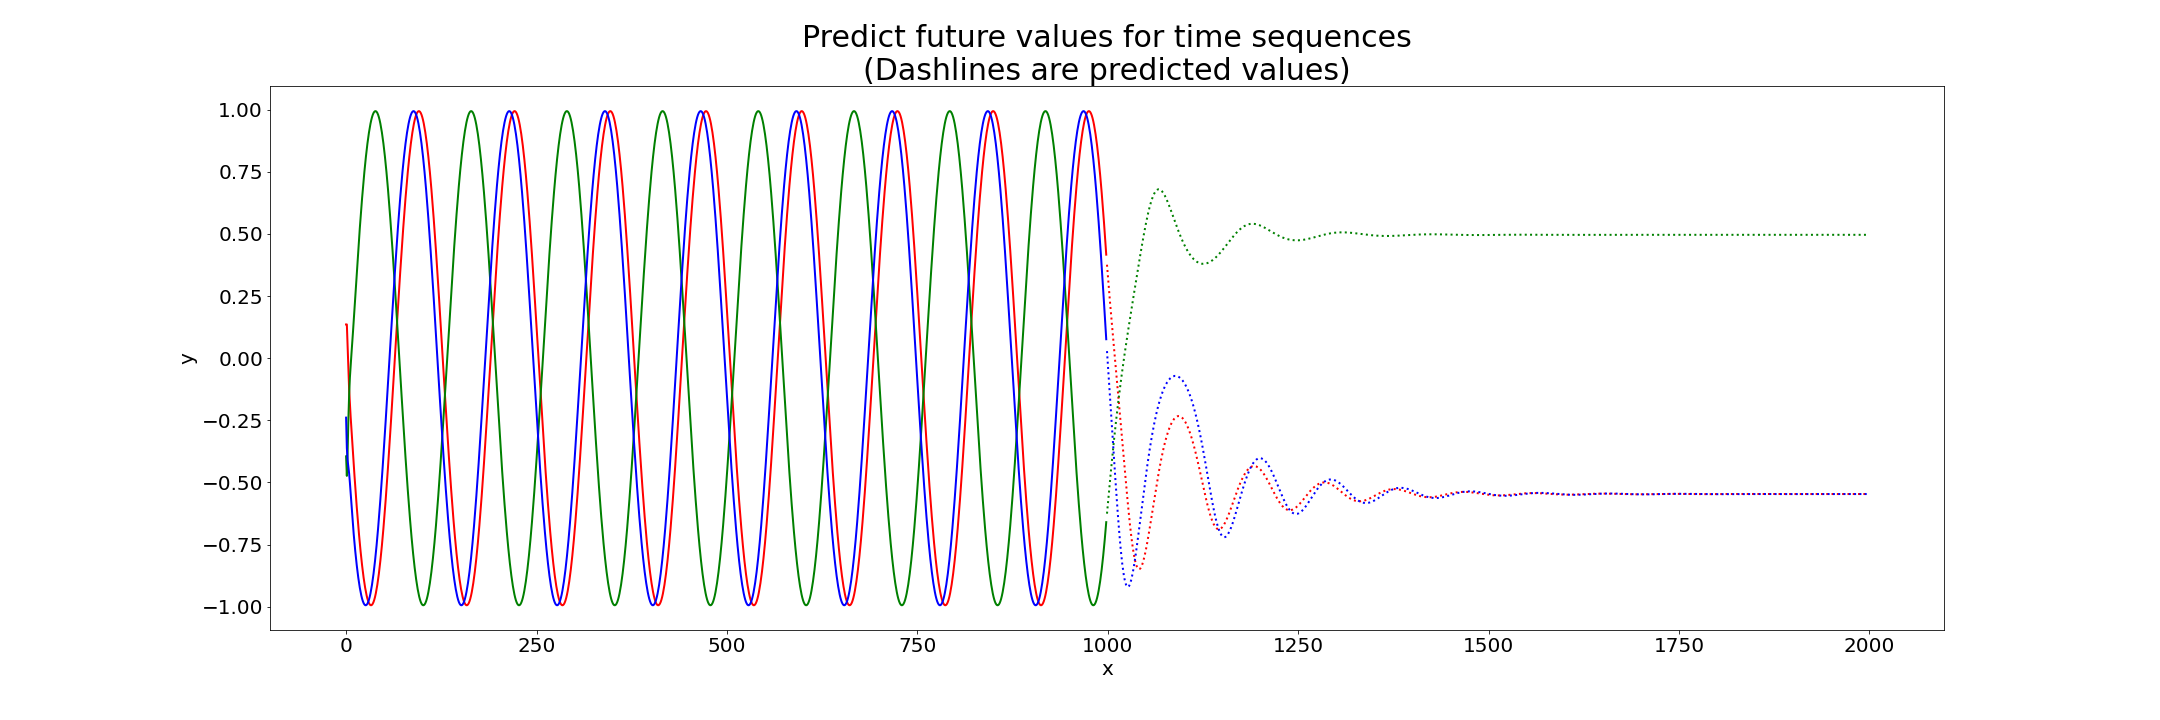 Predict future values for time sequences
(Dashlines are predicted values)
1.00
0.75
0.50
0.25
0.00
−0.25
−0.50
−0.75
−1.00
y
0 250 500 750 1000 1250 1500 1750 2000
x